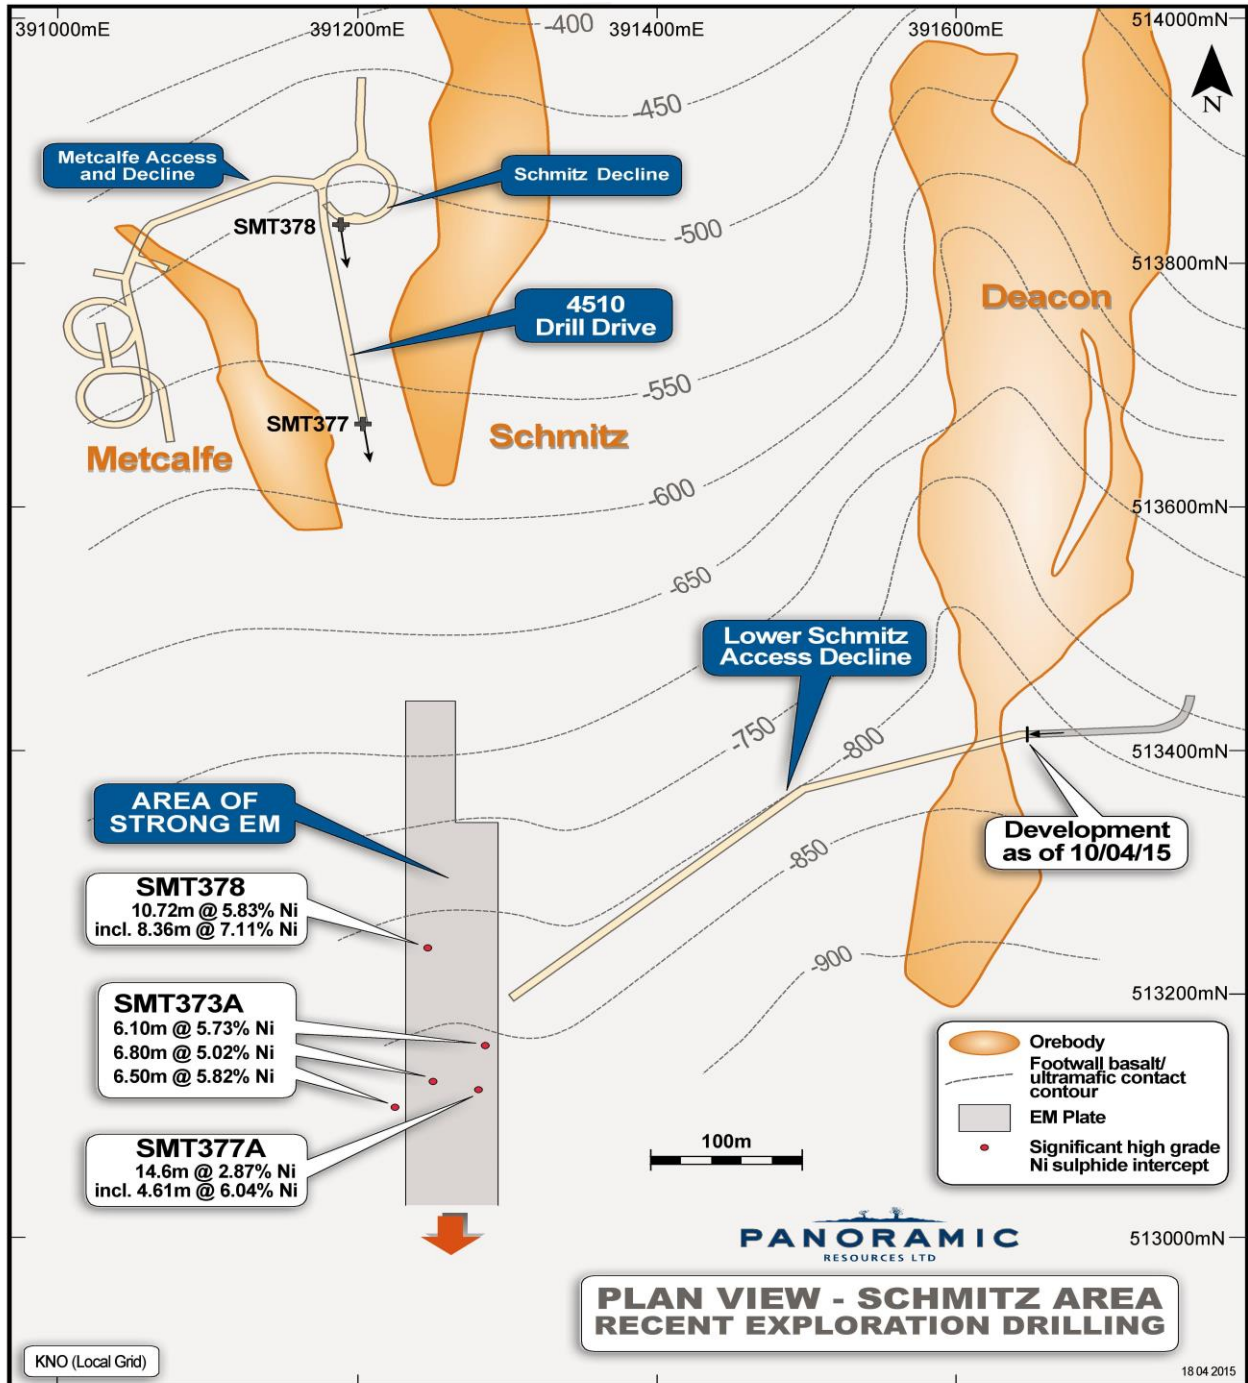 391000mE
391200mE
-400
391400mE
391600mE
514000mN
-450
N
Metcalfe Access
and Decline
Schmitz Decline
SMT378
-500
513800mN
4510
Drill Drive
Deacon
-550
SMT377
Schmitz
Metcalfe
-600
513600mN
-650
Lower Schmitz
Access Decline
-750
-800
513400mN
AREA OF
STRONG EM
Development
as of 10/04/15
-850
SMT378
10.72m @ 5.83% Ni
incl. 8.36m @ 7.11% Ni
-900
SMT373A
6.10m @ 5.73% Ni
6.80m @ 5.02% Ni
6.50m @ 5.82% Ni
513200mN
Orebody
Footwall basalt/
ultramafic contact
contour
EM Plate
Significant high grade
Ni sulphide intercept
SMT377A
14.6m @ 2.87% Ni
incl. 4.61m @ 6.04% Ni
100m
PANORAMIC
RESOURCES LTD
513000mN
PLAN VIEW - SCHMITZ AREA
RECENT EXPLORATION DRILLING
KNO (Local Grid)
18 04 2015